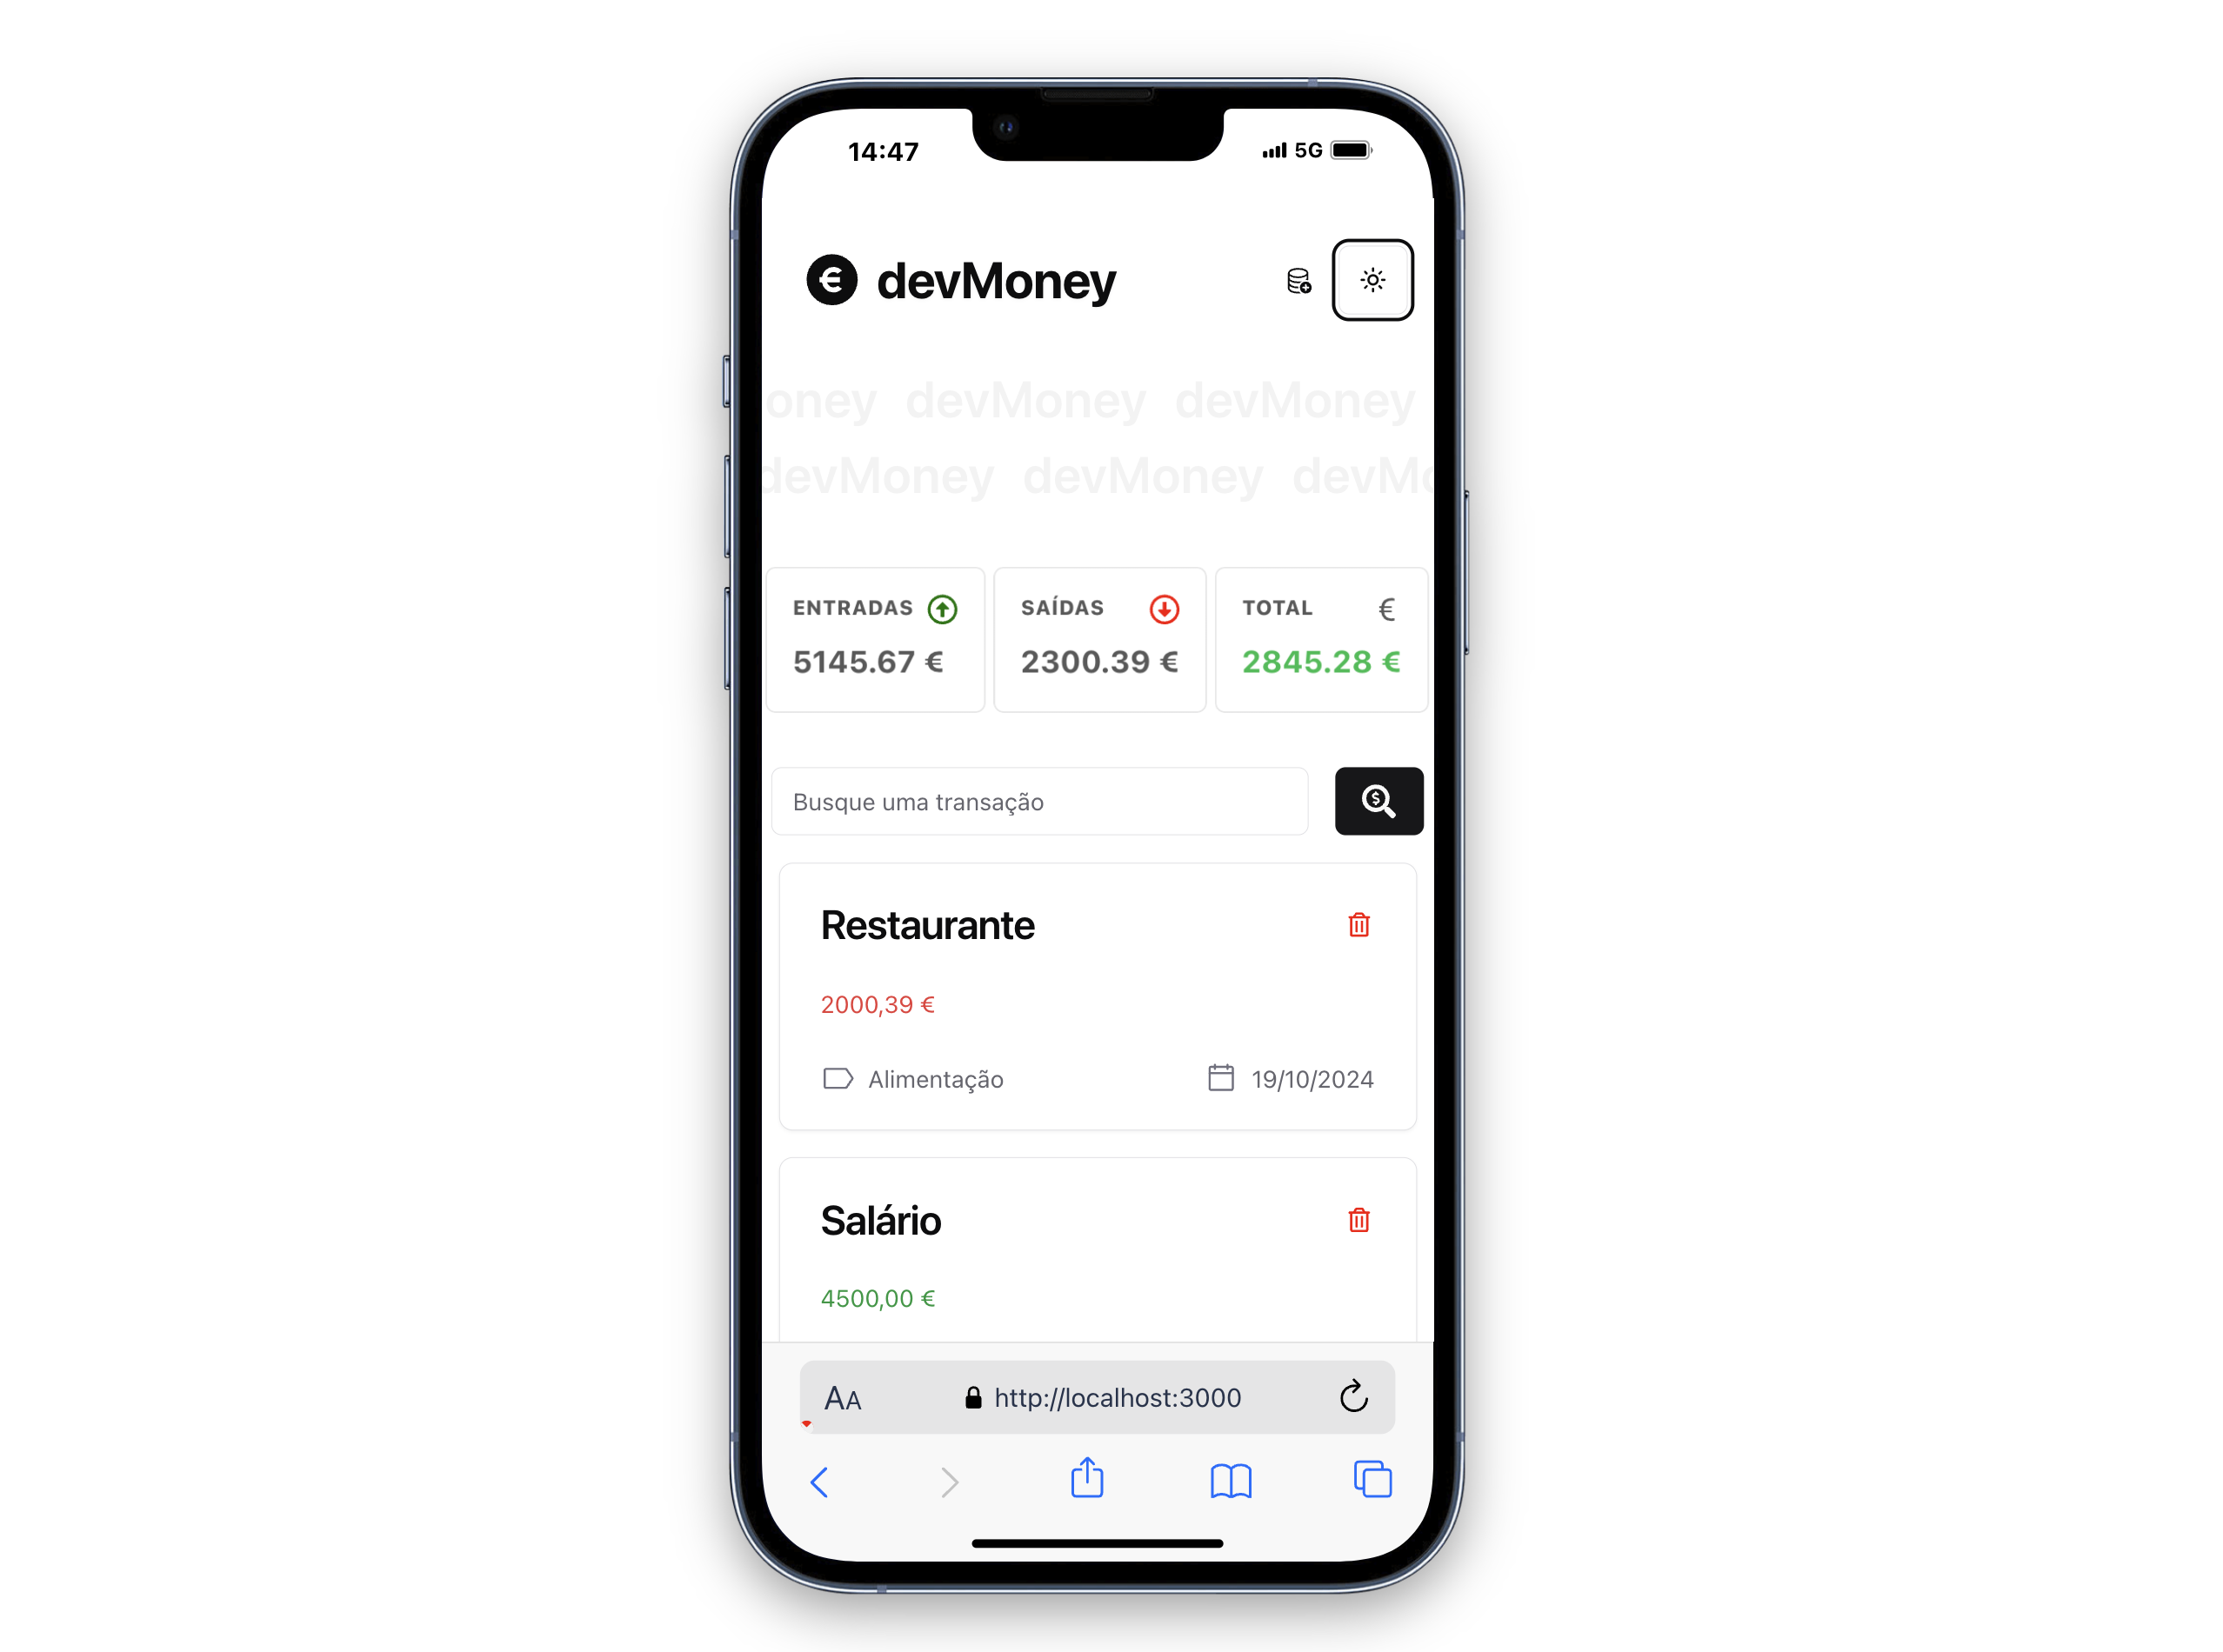 14:47 5G
€ devMoney
oney devMoney devMoney
devMoney devMoney devMo
ENTRADAS SAÍDAS TOTAL €
5145.67 € 2300.39 € 2845.28 €
Busque uma transação $
Restaurante
2000,39 €
Alimentação 19/10/2024
Salário
4500,00 €
AA http://localhost:3000